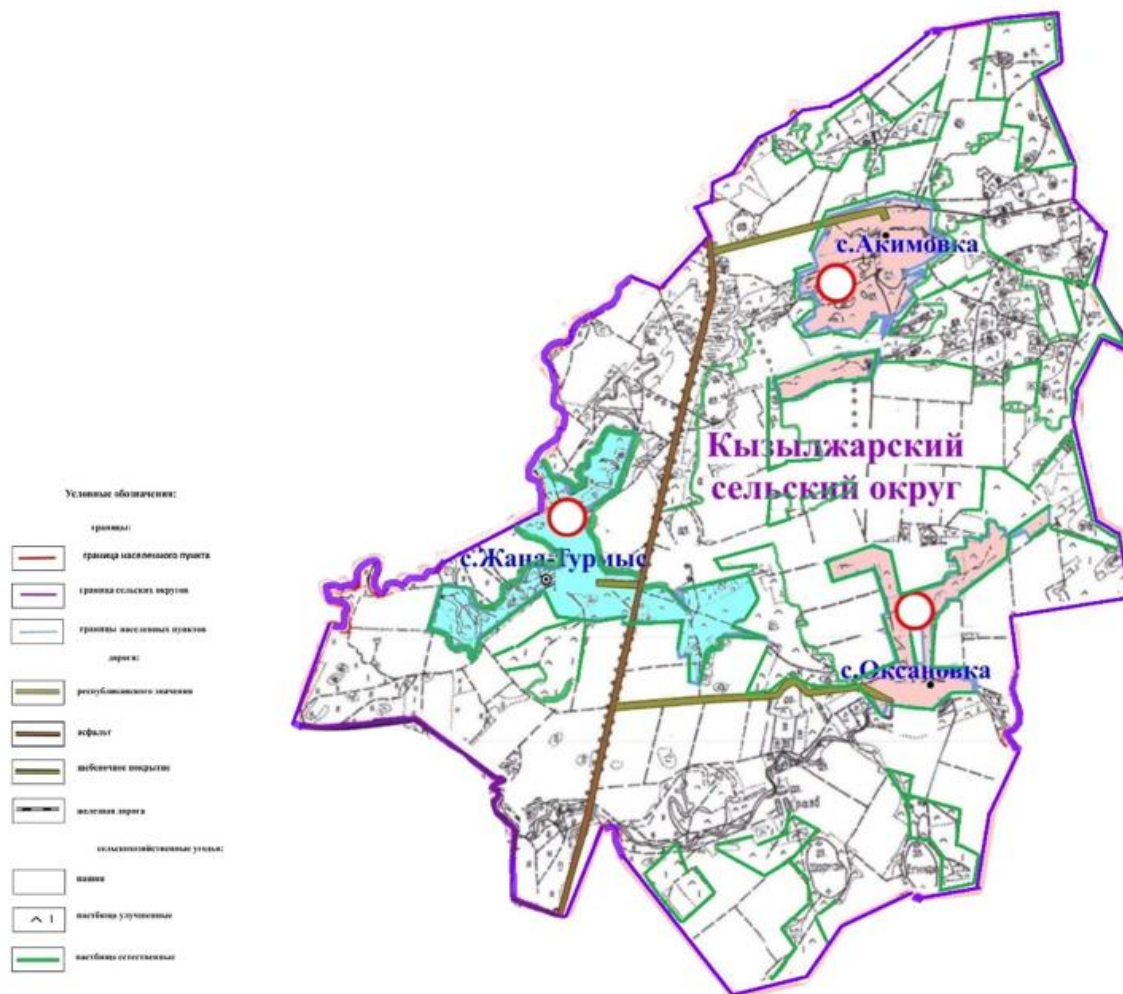 с.Акимовка
Кызылжарский
сельский округ
с.Жана-Турмыс
с.Оксановка
Условные обозначения:
границы:
граница населенного пункта
граница сельских округов
границы населенных пунктов
дороги:
республиканского значения
асфальт
щебеночное покрытие
железная дорога
сельскохозяйственные угодья:
пашня
1 пастбища улучшенные
пастбища естественные